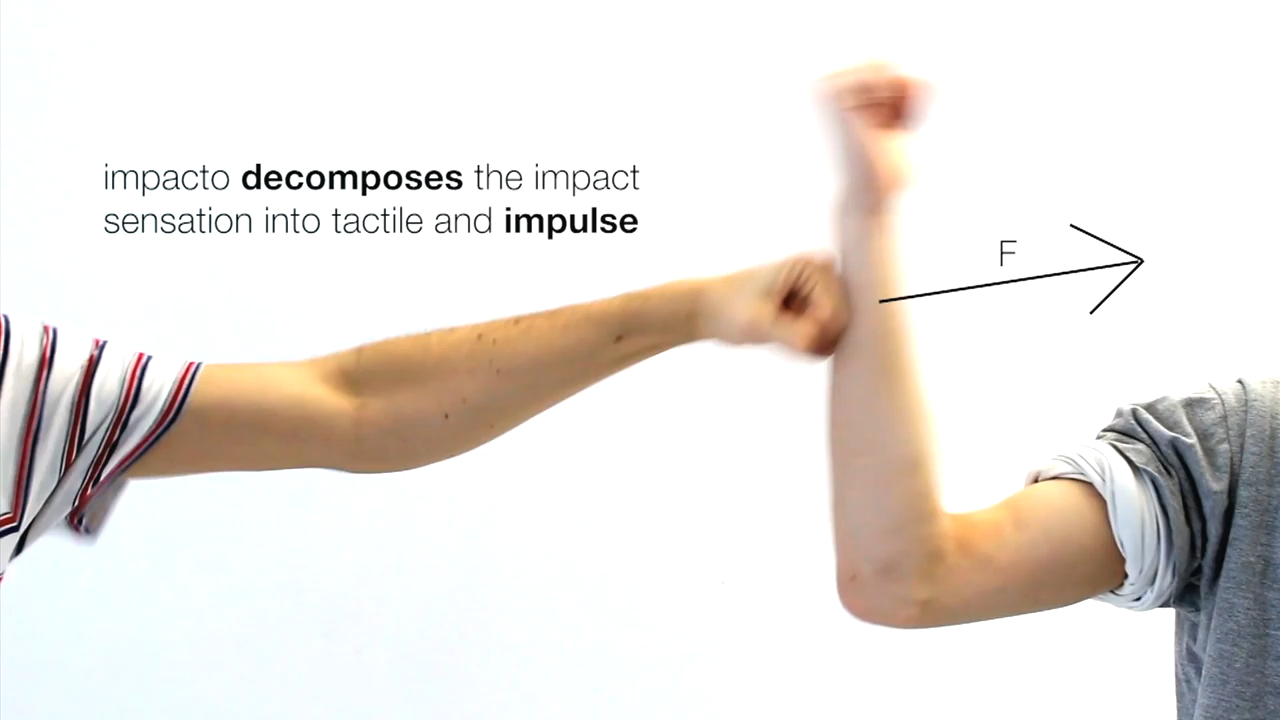 impacto decomposes the impact
sensation into tactile and impulse
F